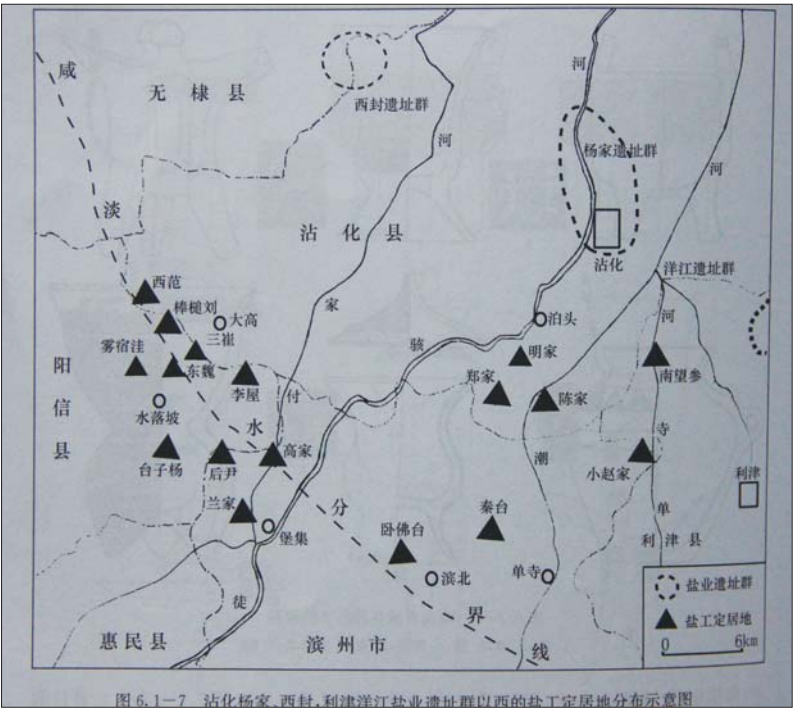 咸
无棣县
西封遗址群
河
河
杨家遗址群
河
淡
沾化县
沾化
洋江遗址群
西范
棒槌刘
大高
家
泊头
河
三崔
骇
明家
雾宿洼
东魏
李屋
郑家
陈家
南望参
阳信县
水落坡
付
水
高家
潮
寺
台子杨
后尹
小赵家
利津
兰家
分
秦台
单
堡集
卧佛台
利津县
滨北
单寺
盐业遗址群
徒
界
盐工定居地
惠民县
滨州市
线
0 6km
图 6.1-7 沾化杨家、西封,利津洋江盐业遗址群以西的盐工定居地分布示意图